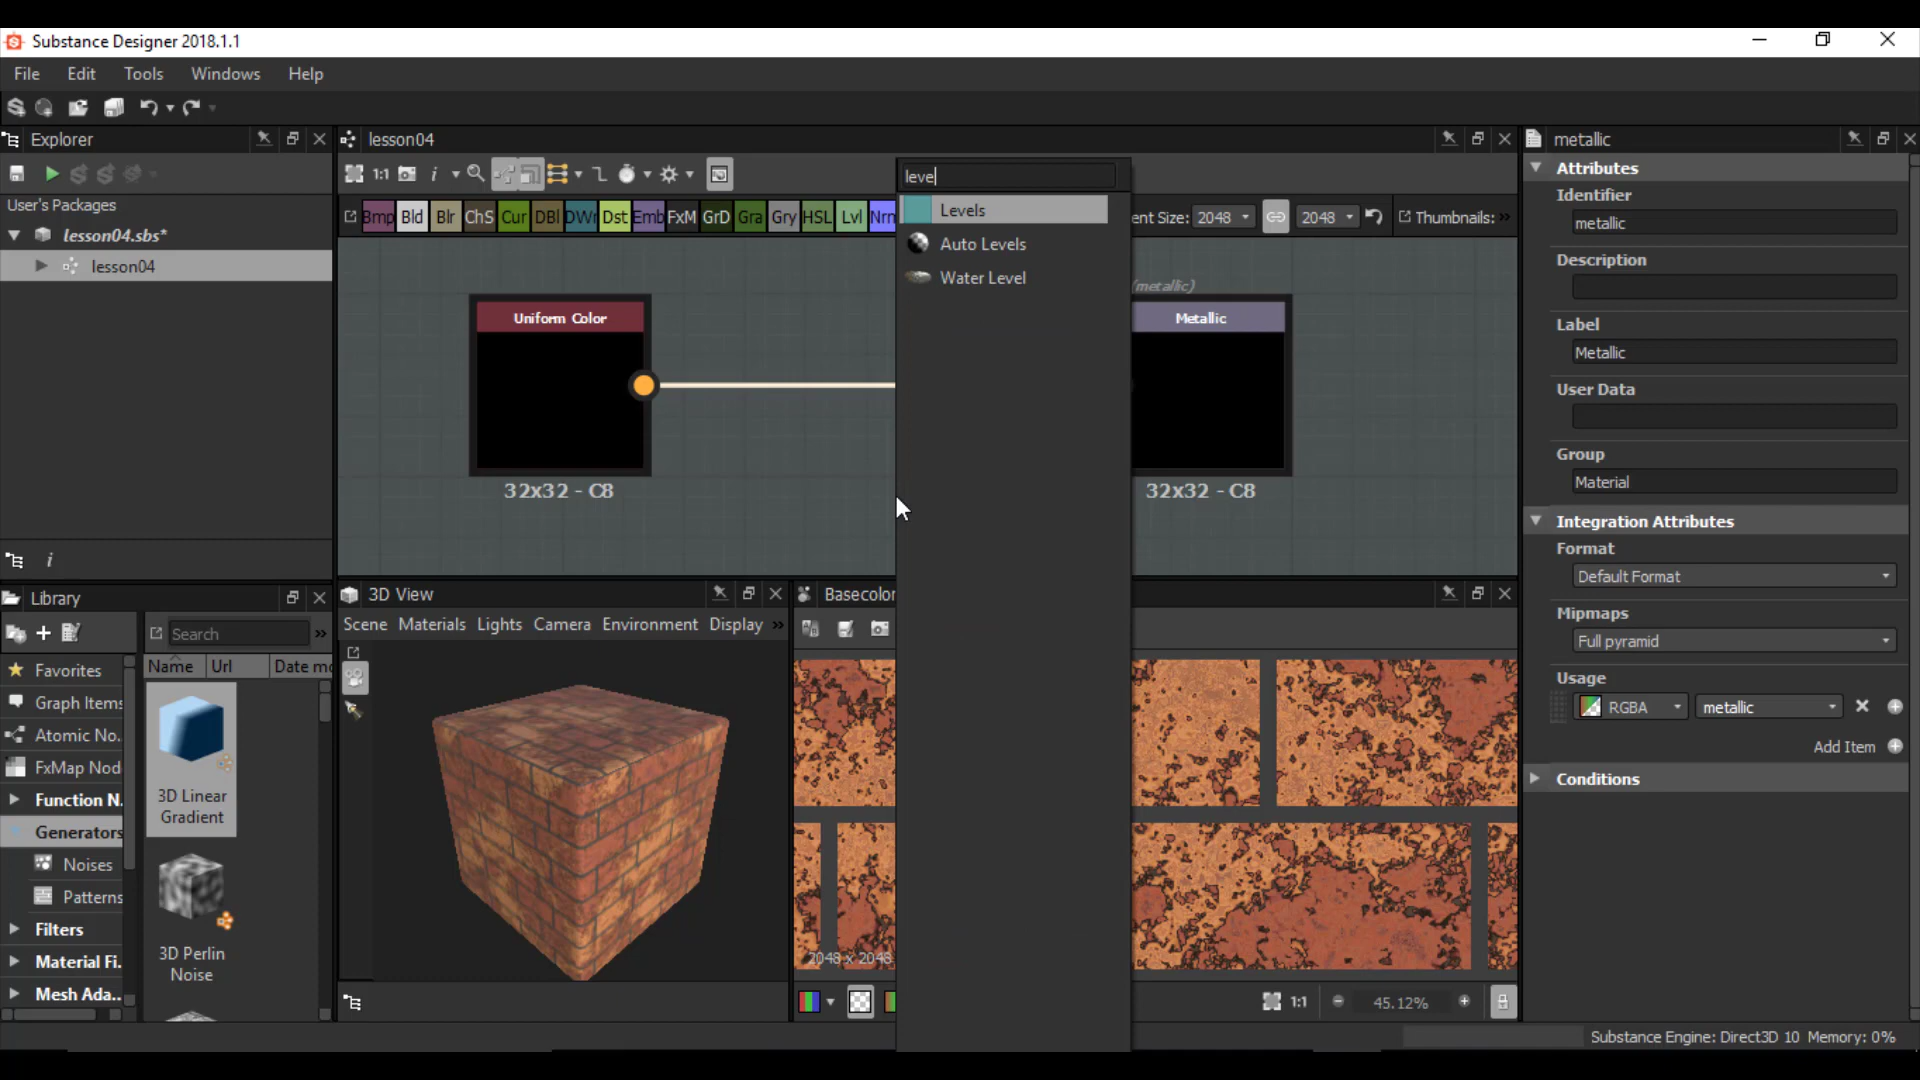 Substance Designer 2018.1.1
File Edit Tools Windows Help
Explorer
User's Packages
lesson04.sbs*
lesson04
lesson04
1:1
Bmp Bld Blr ChS Cur DBl DWr Dst Emb FxM GrD Gra Gry HSL Lvl Nrm
leve
Levels
Auto Levels
Water Level
ent Size: 2048 2048 Thumbnails: »
Uniform Color
32x32 - C8
(metallic)
Metallic
32x32 - C8
metallic
Attributes
Identifier
metallic
Description
Label
Metallic
User Data
Group
Material
Integration Attributes
Format
Default Format
Mipmaps
Full pyramid
Usage
RGBA metallic
Add Item
Conditions
Library
Search »
Name Url Date mo
Favorites
Graph Items
Atomic No..
FxMap Nod
Function N.
Generators
Noises
Patterns
Filters
Material Fi.
Mesh Ada..
3D Linear
Gradient
3D Perlin
Noise
3D View
Scene Materials Lights Camera Environment Display »
Basecolor
2048 x 2048
1:1 45.12%
Substance Engine: Direct3D 10 Memory: 0%